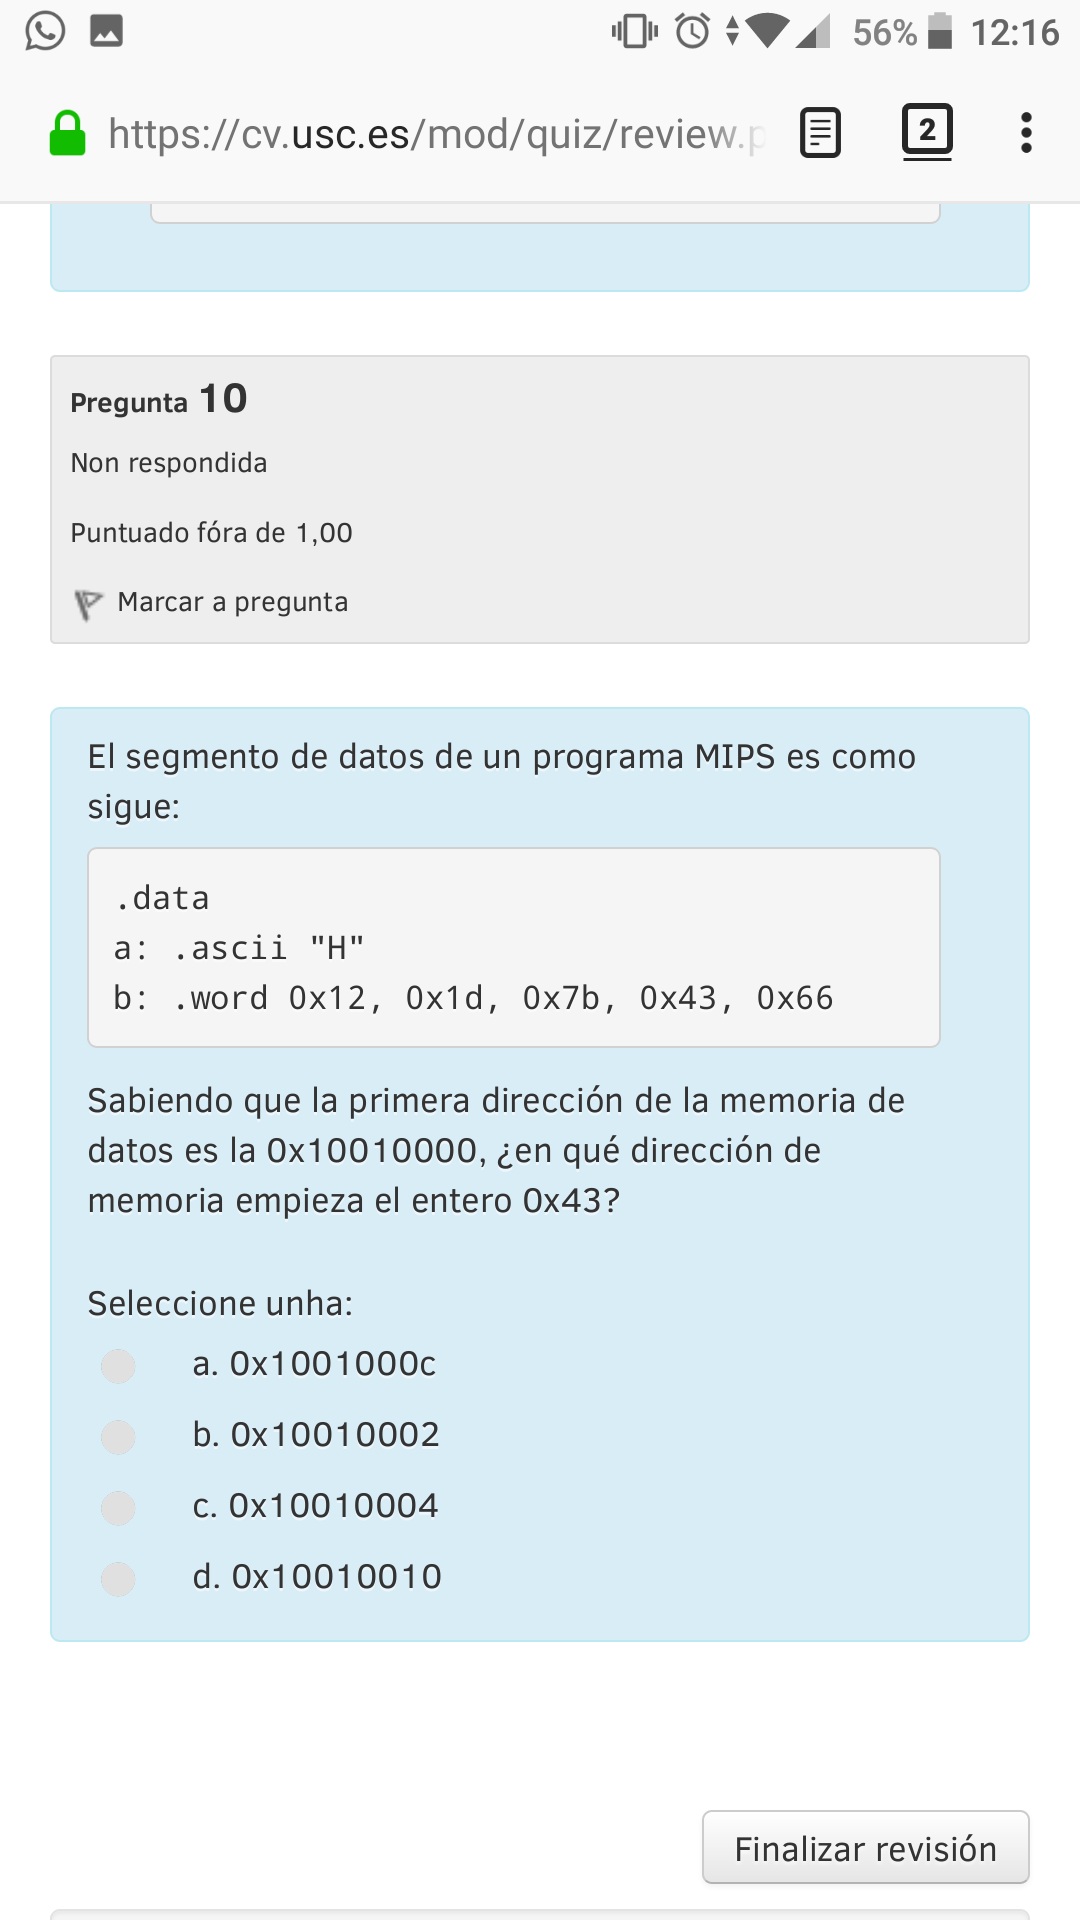 56% 12:16
https://cv.usc.es/mod/quiz/review.p
2
Pregunta 10
Non respondida
Puntuado fóra de 1,00
Marcar a pregunta
El segmento de datos de un programa MIPS es como
sigue:
.data
a: .ascii "H"
b: .word 0x12, 0x1d, 0x7b, 0x43, 0x66
Sabiendo que la primera dirección de la memoria de
datos es la 0x10010000, ¿en qué dirección de
memoria empieza el entero 0x43?
Seleccione unha:
a. 0x1001000c
b. 0x10010002
c. 0x10010004
d. 0x10010010
Finalizar revisión